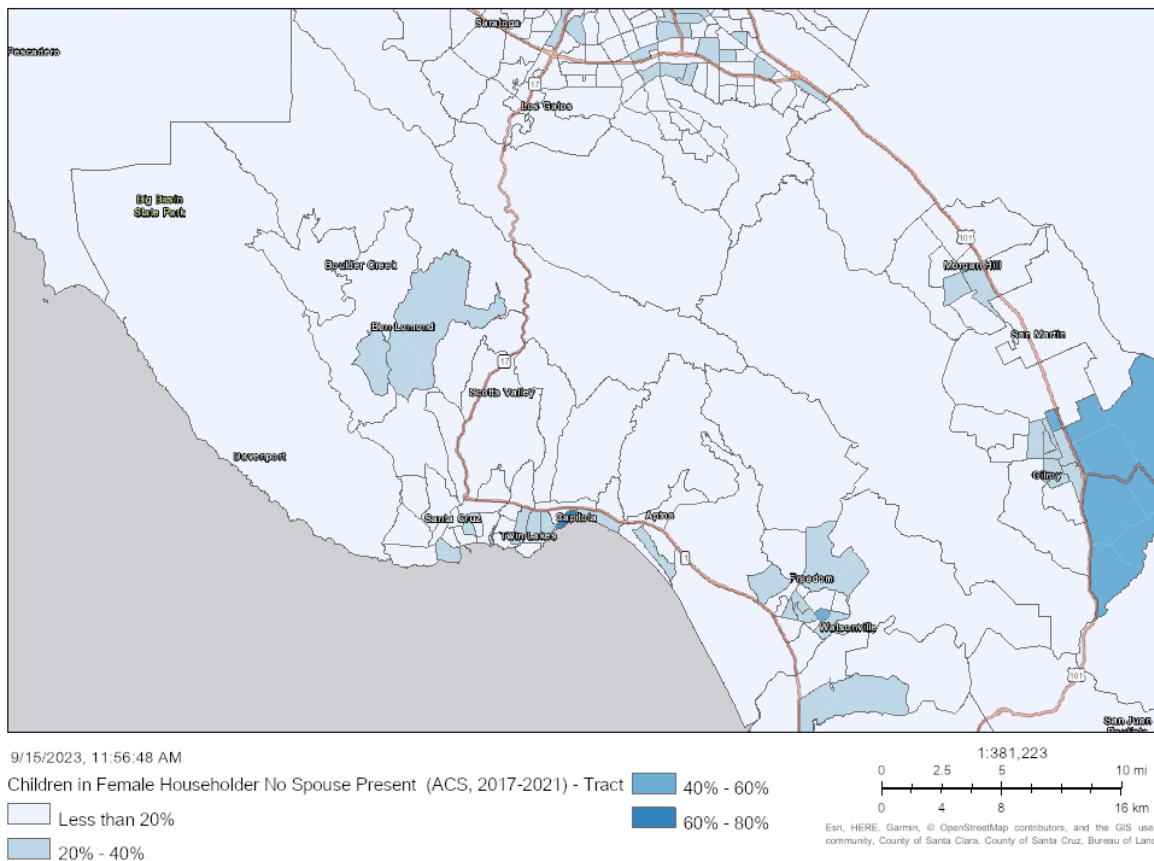 Saratoga
Pescadero
17
Los Gatos
Big Basin
State Park
101
Boulder Creek
Morgan Hill
Ben Lomond
San Martin
17
Scotts Valley
Davenport
Gilroy
Santa Cruz
Capitola
Aptos
Twin Lakes
1
Freedom
Watsonville
101
San Juan
9/15/2023, 11:56:48 AM
Children in Female Householder No Spouse Present (ACS, 2017-2021) - Tract
Less than 20%
20% - 40%
40% - 60%
60% - 80%
1:381,223
0 2.5 5 10 mi
0 4 8 16 km
Esri, HERE, Garmin, © OpenStreetMap contributors, and the GIS use
community, County of Santa Clara, County of Santa Cruz, Bureau of Lan